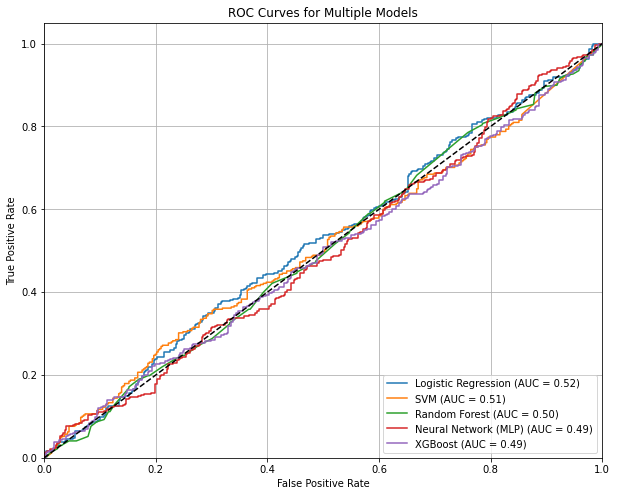 ROC Curves for Multiple Models
True Positive Rate
1.0
0.8
0.6
0.4
0.2
0.0
Logistic Regression (AUC = 0.52)
SVM (AUC = 0.51)
Random Forest (AUC = 0.50)
Neural Network (MLP) (AUC = 0.49)
XGBoost (AUC = 0.49)
0.0 0.2 0.4 0.6 0.8 1.0
False Positive Rate